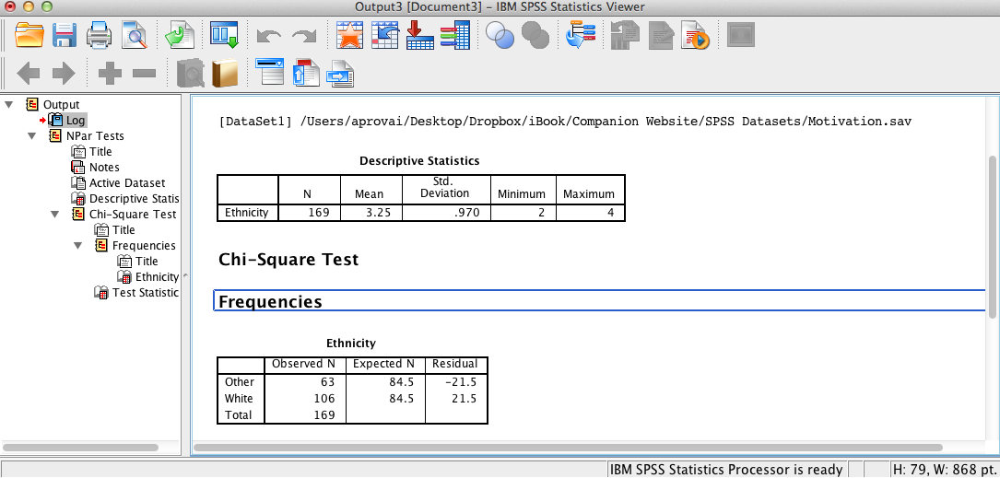 Output3 [Document3] – IBM SPSS Statistics Viewer
Output
Log
NPar Tests
Title
Notes
Active Dataset
Descriptive Statis
Chi-Square Test
Title
Frequencies
Title
Ethnicity
Test Statistic
[DataSet1] /Users/aprovai/Desktop/Dropbox/iBook/Companion Website/SPSS Datasets/Motivation.sav
Descriptive Statistics
N Mean Std. Deviation Minimum Maximum
Ethnicity 169 3.25 .970 2 4
Chi-Square Test
Frequencies
Ethnicity
Observed N Expected N Residual
Other 63 84.5 -21.5
White 106 84.5 21.5
Total 169
IBM SPSS Statistics Processor is ready H: 79, W: 868 pt.